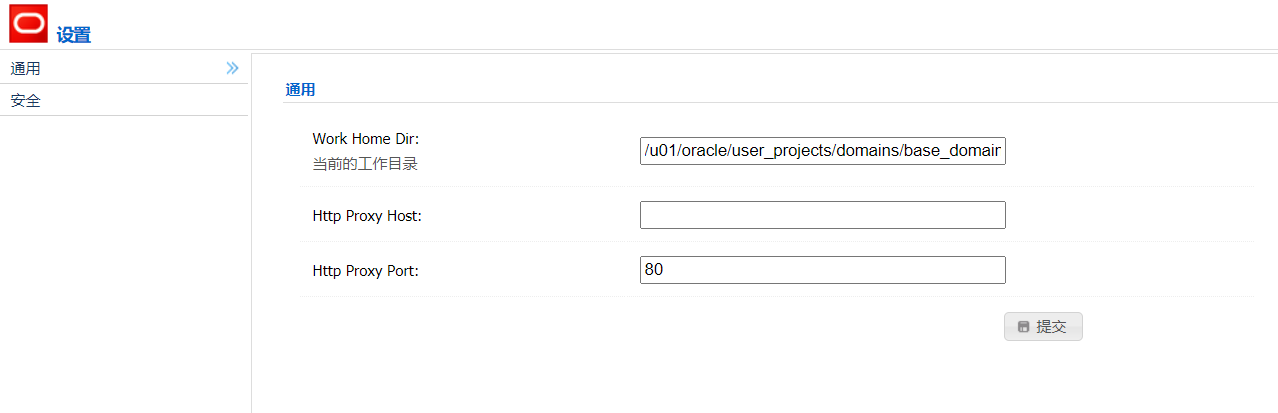 设置
通用
安全
通用
Work Home Dir:
当前的工作目录
/u01/oracle/user_projects/domains/base_domain
Http Proxy Host:
Http Proxy Port:
80
提交